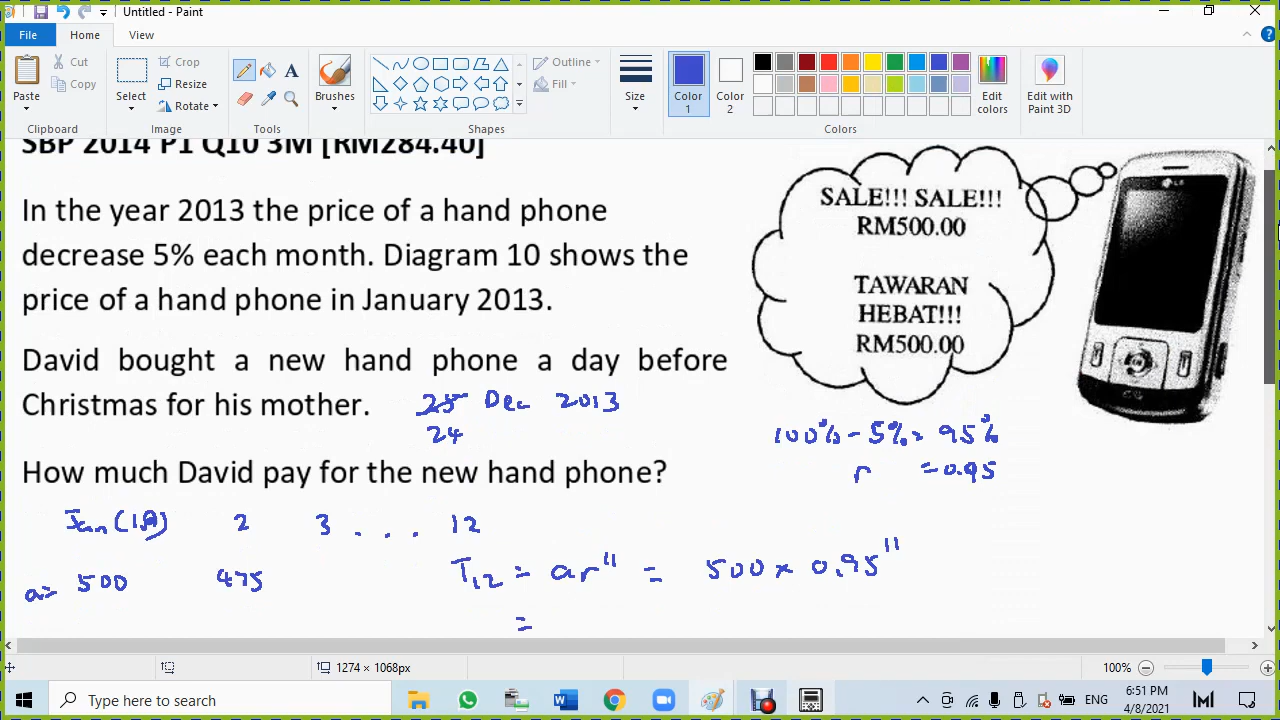 Untitled - Paint
File Home View
Cut Crop Outline Edit colors Edit with Paint 3D
Paste Copy Select Resize Rotate Brushes Fill Size Color 1 Color 2
Clipboard Image Tools Shapes Colors
SBP 2014 P1 Q10 3M [RM284.40]
In the year 2013 the price of a hand phone
decrease 5% each month. Diagram 10 shows the
price of a hand phone in January 2013.
SALE!!! SALE!!!
RM500.00
TAWARAN
HEBAT!!!
RM500.00
LG
David bought a new hand phone a day before
Christmas for his mother. 25 Dec 2013
24
100% - 5% = 95%
r = 0.95
How much David pay for the new hand phone?
Jan 2 3 . . . 12
a = 500 475
T12 = ar^11 = 500 × 0.95^11
=
1274 × 1068px 100%
Type here to search
ENG
6:51 PM
4/8/2021